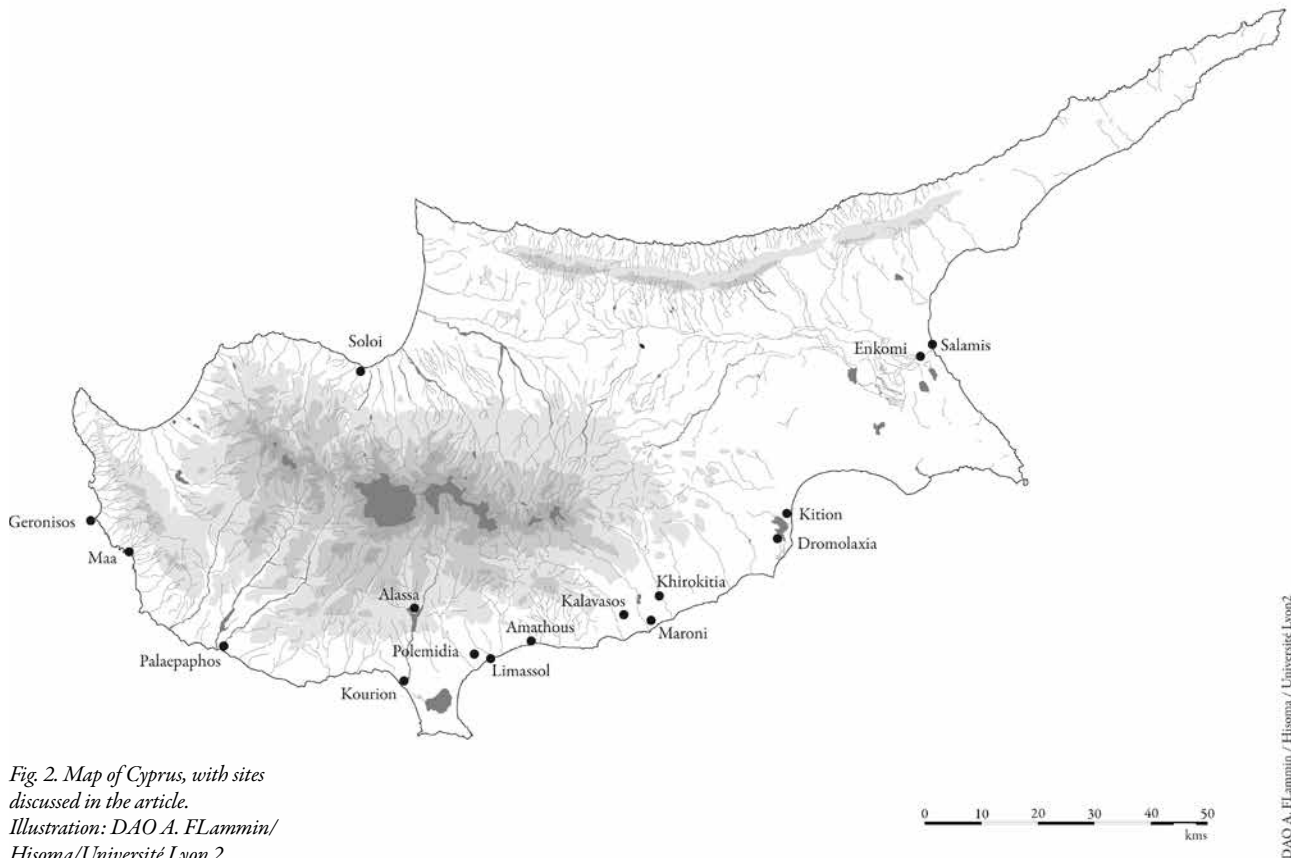 Soloi
Enkomi
Salamis
Geronisos
Maa
Kition
Dromolaxia
Khirokitia
Alassa
Kalavasos
Maroni
Amathous
Palaepaphos
Polemidia
Limassol
Kourion
Fig. 2. Map of Cyprus, with sites
discussed in the article.
Illustration: DAO A. FLammin/
Hisoma/Université Lyon 2
0 10 20 30 40 50
kms
DAO A. FLammin / Hisoma / Université Lyon2